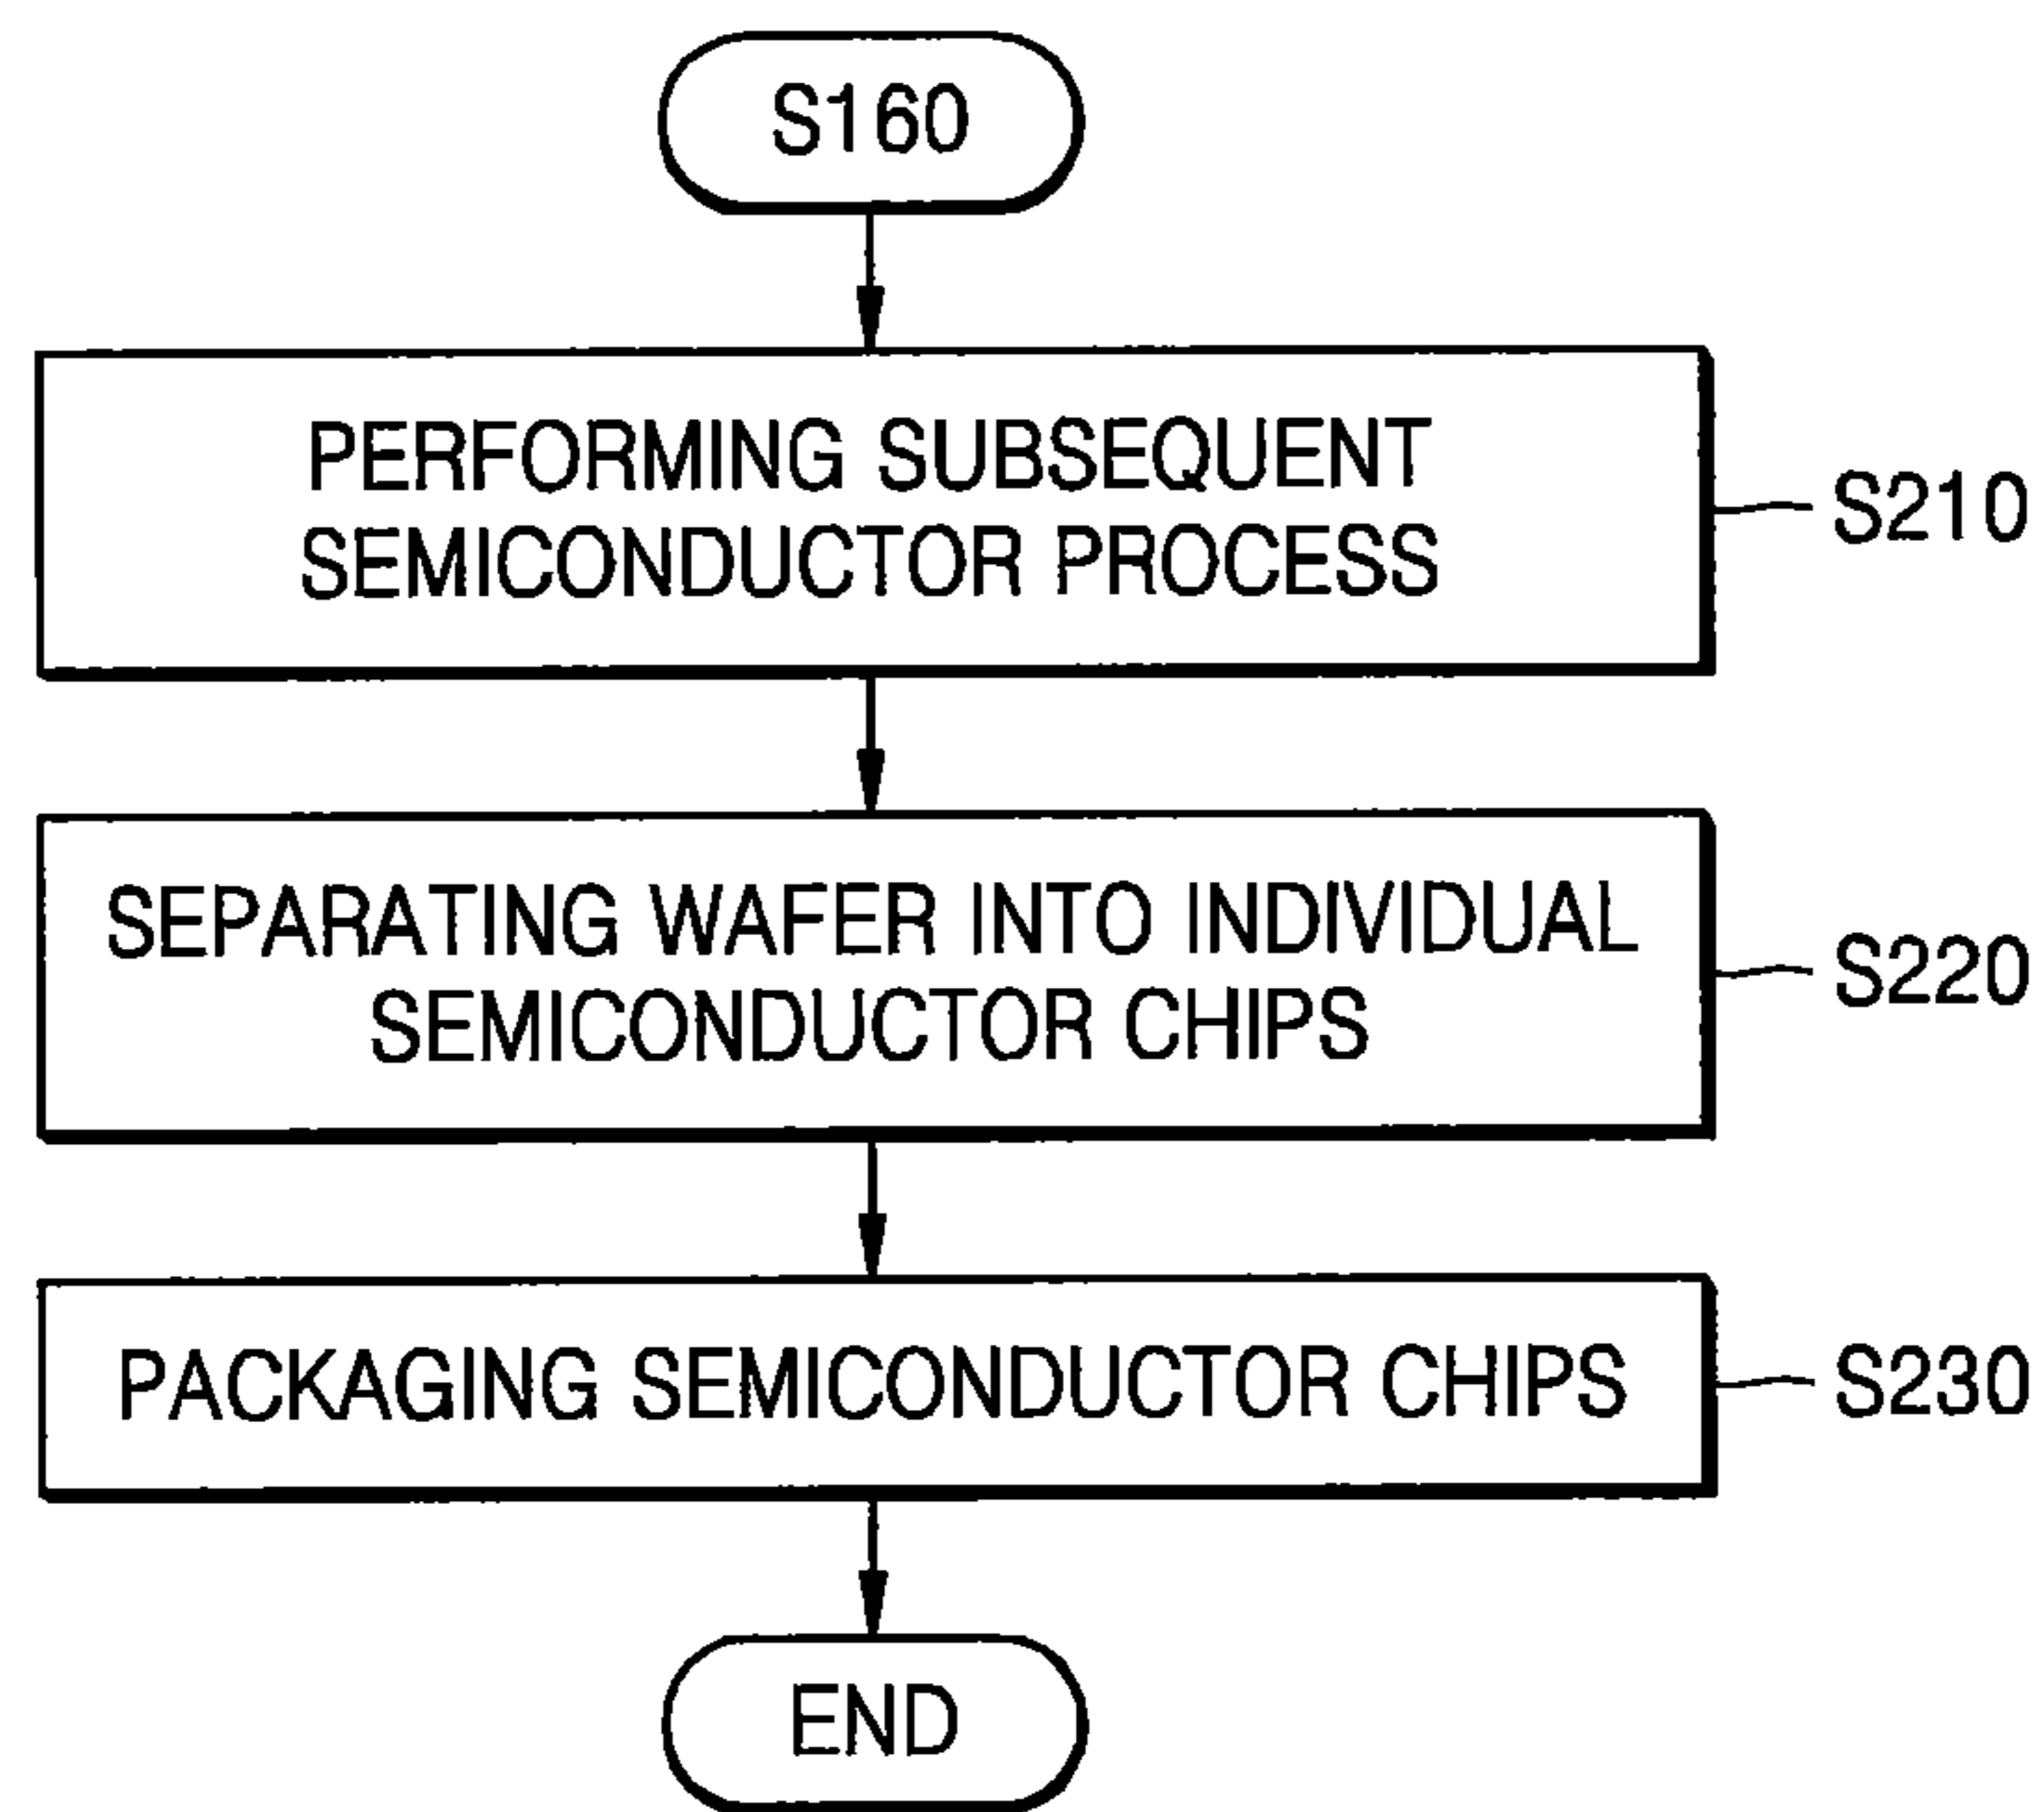 S160
PERFORMING SUBSEQUENT
SEMICONDUCTOR PROCESS
S210
SEPARATING WAFER INTO INDIVIDUAL
SEMICONDUCTOR CHIPS
S220
PACKAGING SEMICONDUCTOR CHIPS
S230
END